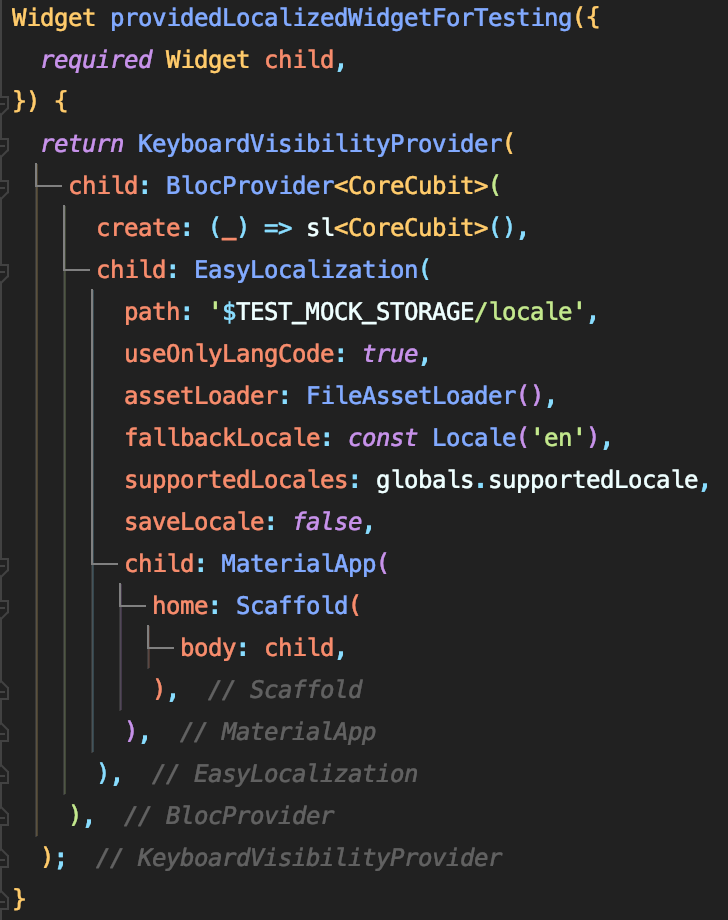 Widget providedLocalizedWidgetForTesting({
  required Widget child,
}) {
  return KeyboardVisibilityProvider(
    child: BlocProvider<CoreCubit>(
      create: (_) => sl<CoreCubit>(),
      child: EasyLocalization(
        path: '$TEST_MOCK_STORAGE/locale',
        useOnlyLangCode: true,
        assetLoader: FileAssetLoader(),
        fallbackLocale: const Locale('en'),
        supportedLocales: globals.supportedLocale,
        saveLocale: false,
        child: MaterialApp(
          home: Scaffold(
            body: child,
          ),  // Scaffold
        ),  // MaterialApp
      ),  // EasyLocalization
    ),  // BlocProvider
  );  // KeyboardVisibilityProvider
}